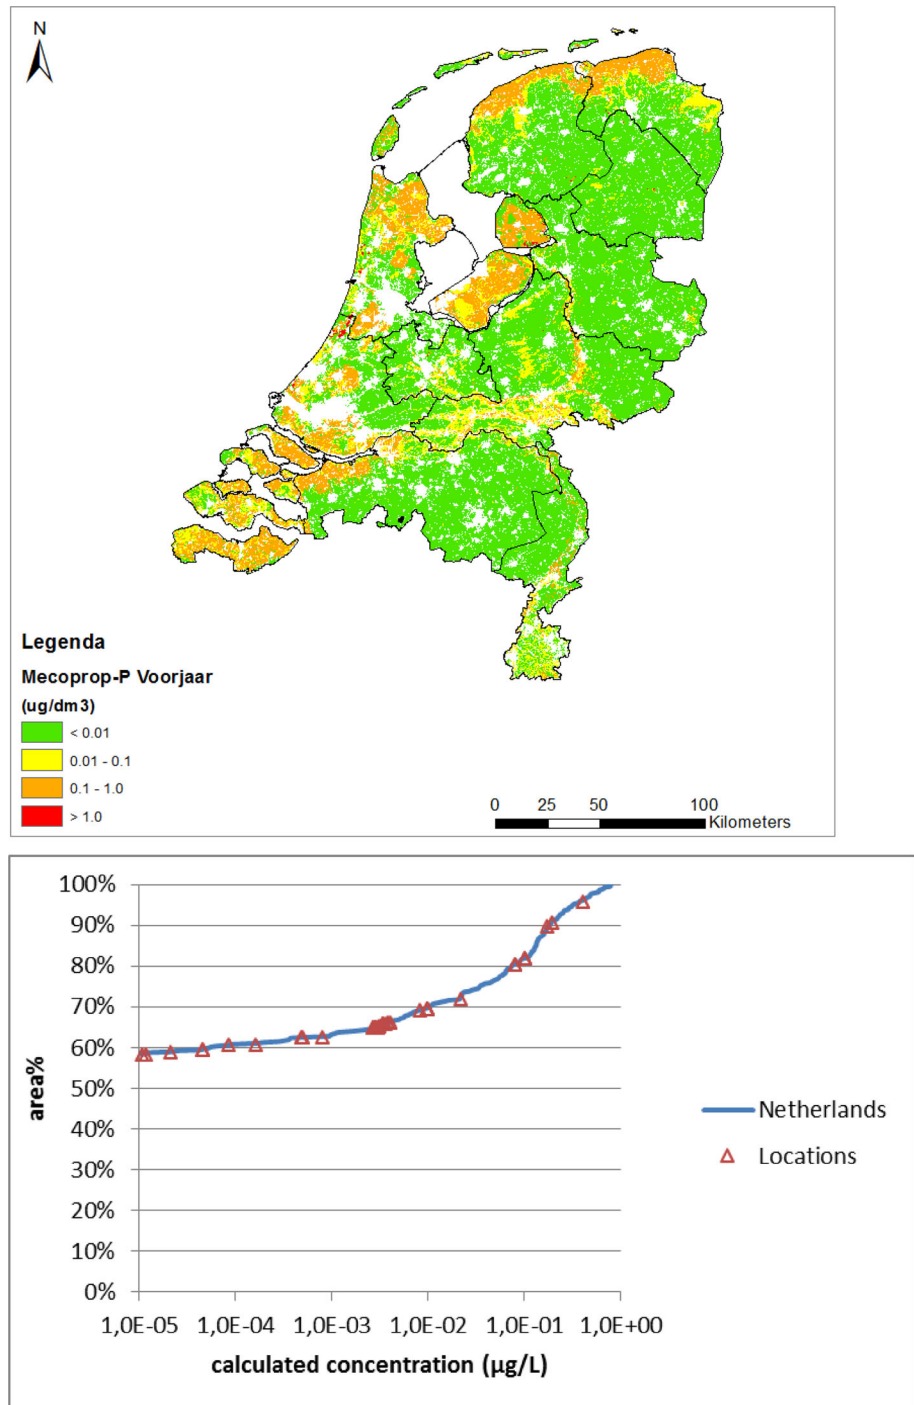 N
Legenda
Mecoprop-P Voorjaar
(ug/dm3)
< 0.01
0.01 - 0.1
0.1 - 1.0
> 1.0
0 25 50 100
Kilometers
100%
90%
80%
70%
60%
50%
40%
30%
20%
10%
0%
area%
1,0E-05 1,0E-04 1,0E-03 1,0E-02 1,0E-01 1,0E+00
calculated concentration (µg/L)
Netherlands
Locations